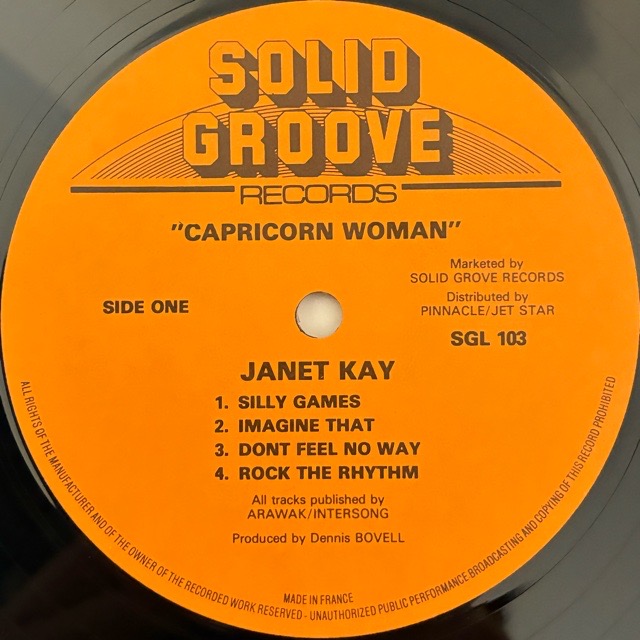 SOLID
GROOVE
RECORDS
"CAPRICORN WOMAN"
Marketed by
SOLID GROVE RECORDS
Distributed by
PINNACLE/JET STAR
SIDE ONE
SGL 103
JANET KAY
1. SILLY GAMES
2. IMAGINE THAT
3. DONT FEEL NO WAY
4. ROCK THE RHYTHM
All tracks published by
ARAWAK/INTERSONG
Produced by Dennis BOVELL
MADE IN FRANCE
ALL RIGHTS OF THE MANUFACTURER AND OF THE OWNER OF THE RECORDED WORK RESERVED - UNAUTHORIZED PUBLIC PERFORMANCE BROADCASTING AND COPYING OF THIS RECORD PROHIBITED